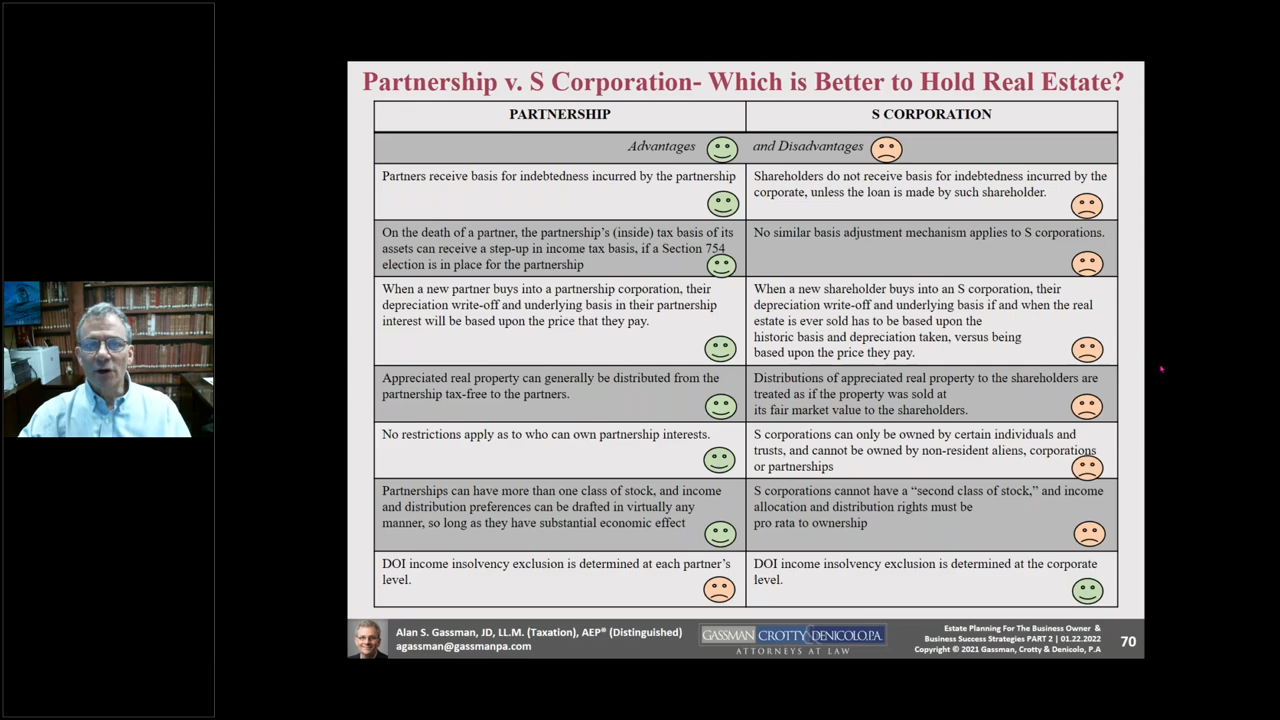 Partnership v. S Corporation- Which is Better to Hold Real Estate?
PARTNERSHIP
S CORPORATION
Advantages
and Disadvantages
Partners receive basis for indebtedness incurred by the partnership
Shareholders do not receive basis for indebtedness incurred by the
corporate, unless the loan is made by such shareholder.
On the death of a partner, the partnership's (inside) tax basis of its
assets can receive a step-up in income tax basis, if a Section 754
election is in place for the partnership
No similar basis adjustment mechanism applies to S corporations.
When a new partner buys into a partnership corporation, their
depreciation write-off and underlying basis in their partnership
interest will be based upon the price that they pay.
When a new shareholder buys into an S corporation, their
depreciation write-off and underlying basis if and when the real
estate is ever sold has to be based upon the
historic basis and depreciation taken, versus being
based upon the price they pay.
Appreciated real property can generally be distributed from the
partnership tax-free to the partners.
Distributions of appreciated real property to the shareholders are
treated as if the property was sold at
its fair market value to the shareholders.
No restrictions apply as to who can own partnership interests.
S corporations can only be owned by certain individuals and
trusts, and cannot be owned by non-resident aliens, corporations
or partnerships
Partnerships can have more than one class of stock, and income
and distribution preferences can be drafted in virtually any
manner, so long as they have substantial economic effect
S corporations cannot have a “second class of stock,” and income
allocation and distribution rights must be
pro rata to ownership
DOI income insolvency exclusion is determined at each partner's
level.
DOI income insolvency exclusion is determined at the corporate
level.
Alan S. Gassman, JD, LL.M. (Taxation), AEP® (Distinguished)
agassman@gassmanpa.com
GASSMAN CROTTY DENICOLO, P.A.
ATTORNEYS AT LAW
Estate Planning For The Business Owner &
Business Success Strategies PART 2 | 01.22.2022
Copyright © 2021 Gassman, Crotty & Denicolo, P.A
70